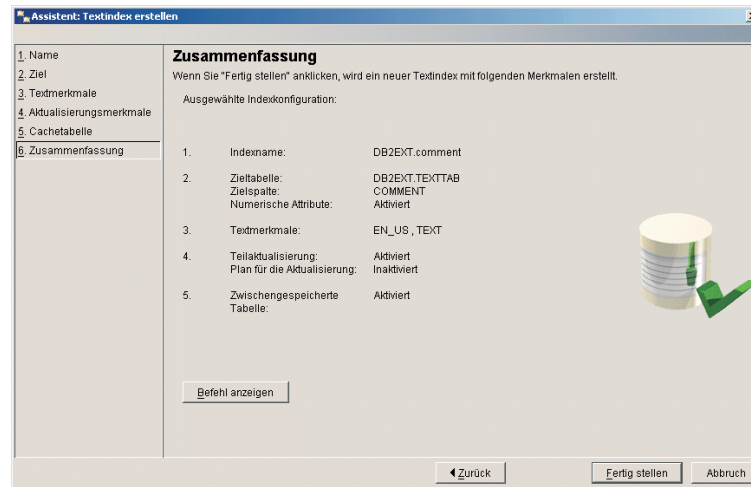 Assistent: Textindex erstellen
1. Name
2. Ziel
3. Textmerkmale
4. Aktualisierungsmerkmale
5. Cachetabelle
6. Zusammenfassung
Zusammenfassung
Wenn Sie "Fertig stellen" anklicken, wird ein neuer Textindex mit folgenden Merkmalen erstellt.
Ausgewählte Indexkonfiguration:
1. Indexname: DB2EXT.comment
2. Zieltabelle: DB2EXT.TEXTTAB
Zielspalte: COMMENT
Numerische Attribute: Aktiviert
3. Textmerkmale: EN_US , TEXT
4. Teilaktualisierung: Aktiviert
Plan für die Aktualisierung: Inaktiviert
5. Zwischengespeicherte Aktiviert
Tabelle:
Befehl anzeigen
Zurück Fertig stellen Abbruch